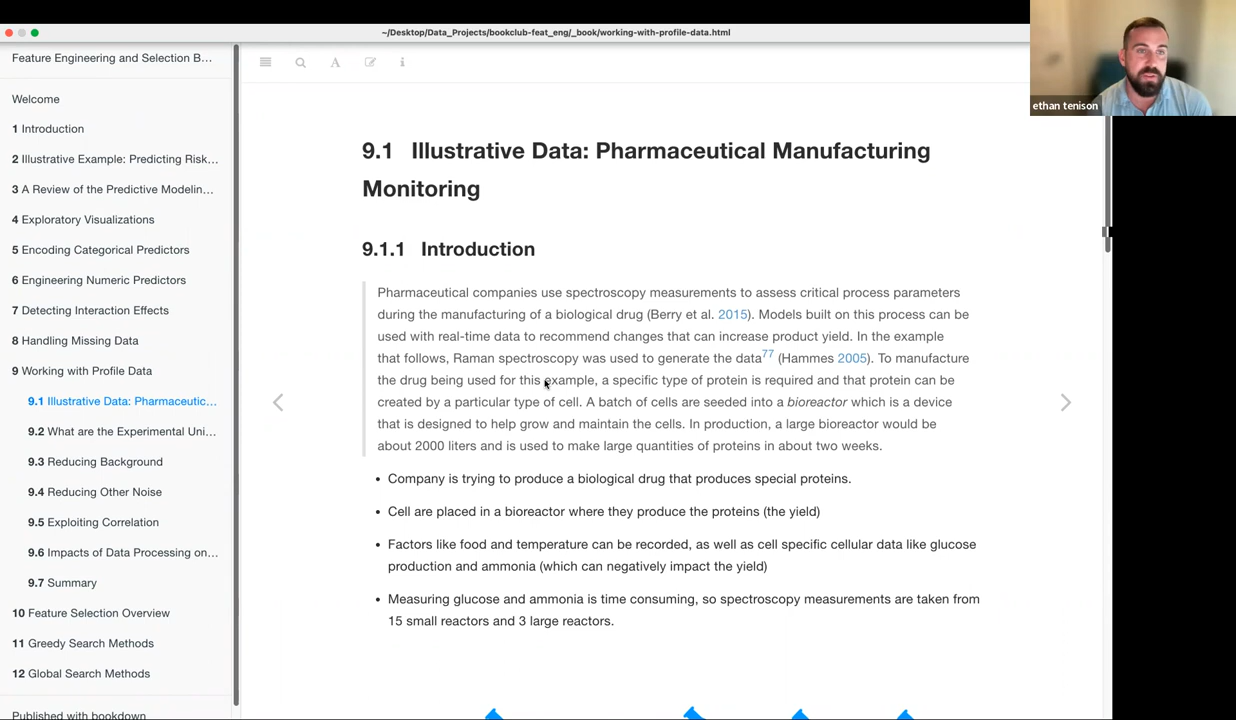 ~/Desktop/Data_Projects/bookclub-feat_eng/_book/working-with-profile-data.html
ethan tenison
Feature Engineering and Selection B...
Welcome
1 Introduction
2 Illustrative Example: Predicting Risk...
3 A Review of the Predictive Modelin...
4 Exploratory Visualizations
5 Encoding Categorical Predictors
6 Engineering Numeric Predictors
7 Detecting Interaction Effects
8 Handling Missing Data
9 Working with Profile Data
9.1 Illustrative Data: Pharmaceutic...
9.2 What are the Experimental Uni...
9.3 Reducing Background
9.4 Reducing Other Noise
9.5 Exploiting Correlation
9.6 Impacts of Data Processing on...
9.7 Summary
10 Feature Selection Overview
11 Greedy Search Methods
12 Global Search Methods
Published with bookdown
A
i
9.1 Illustrative Data: Pharmaceutical Manufacturing
Monitoring
9.1.1 Introduction
Pharmaceutical companies use spectroscopy measurements to assess critical process parameters
during the manufacturing of a biological drug (Berry et al. 2015). Models built on this process can be
used with real-time data to recommend changes that can increase product yield. In the example
that follows, Raman spectroscopy was used to generate the data77 (Hammes 2005). To manufacture
the drug being used for this example, a specific type of protein is required and that protein can be
created by a particular type of cell. A batch of cells are seeded into a bioreactor which is a device
that is designed to help grow and maintain the cells. In production, a large bioreactor would be
about 2000 liters and is used to make large quantities of proteins in about two weeks.
• Company is trying to produce a biological drug that produces special proteins.
• Cell are placed in a bioreactor where they produce the proteins (the yield)
• Factors like food and temperature can be recorded, as well as cell specific cellular data like glucose
production and ammonia (which can negatively impact the yield)
• Measuring glucose and ammonia is time consuming, so spectroscopy measurements are taken from
15 small reactors and 3 large reactors.